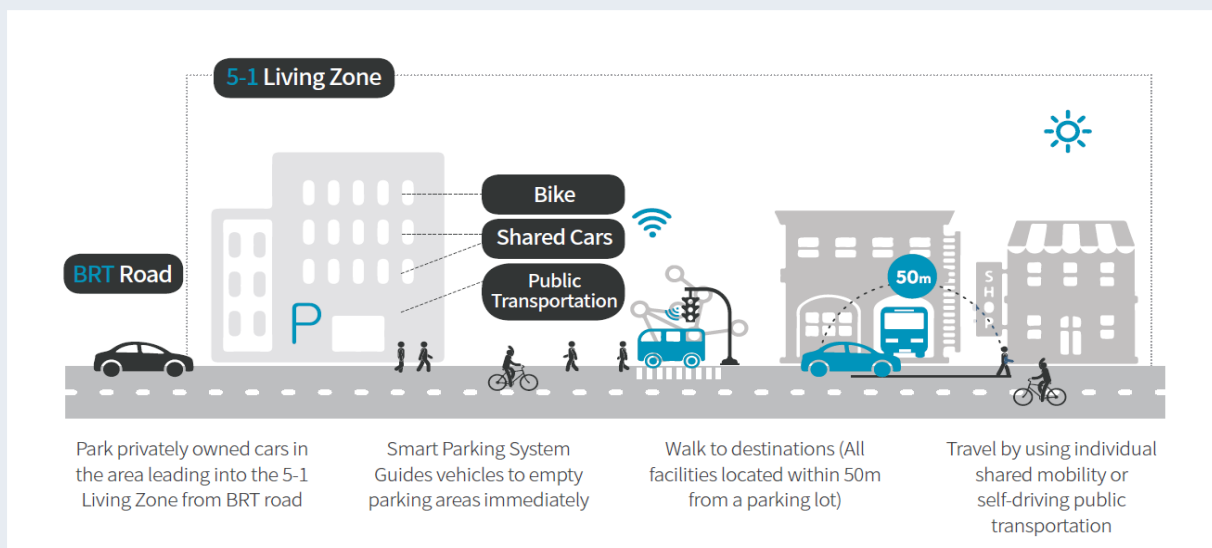 5-1 Living Zone
Bike
Shared Cars
Public
Transportation
BRT Road
P
50m
SHOP
Park privately owned cars in
the area leading into the 5-1
Living Zone from BRT road
Smart Parking System
Guides vehicles to empty
parking areas immediately
Walk to destinations (All
facilities located within 50m
from a parking lot)
Travel by using individual
shared mobility or
self-driving public
transportation